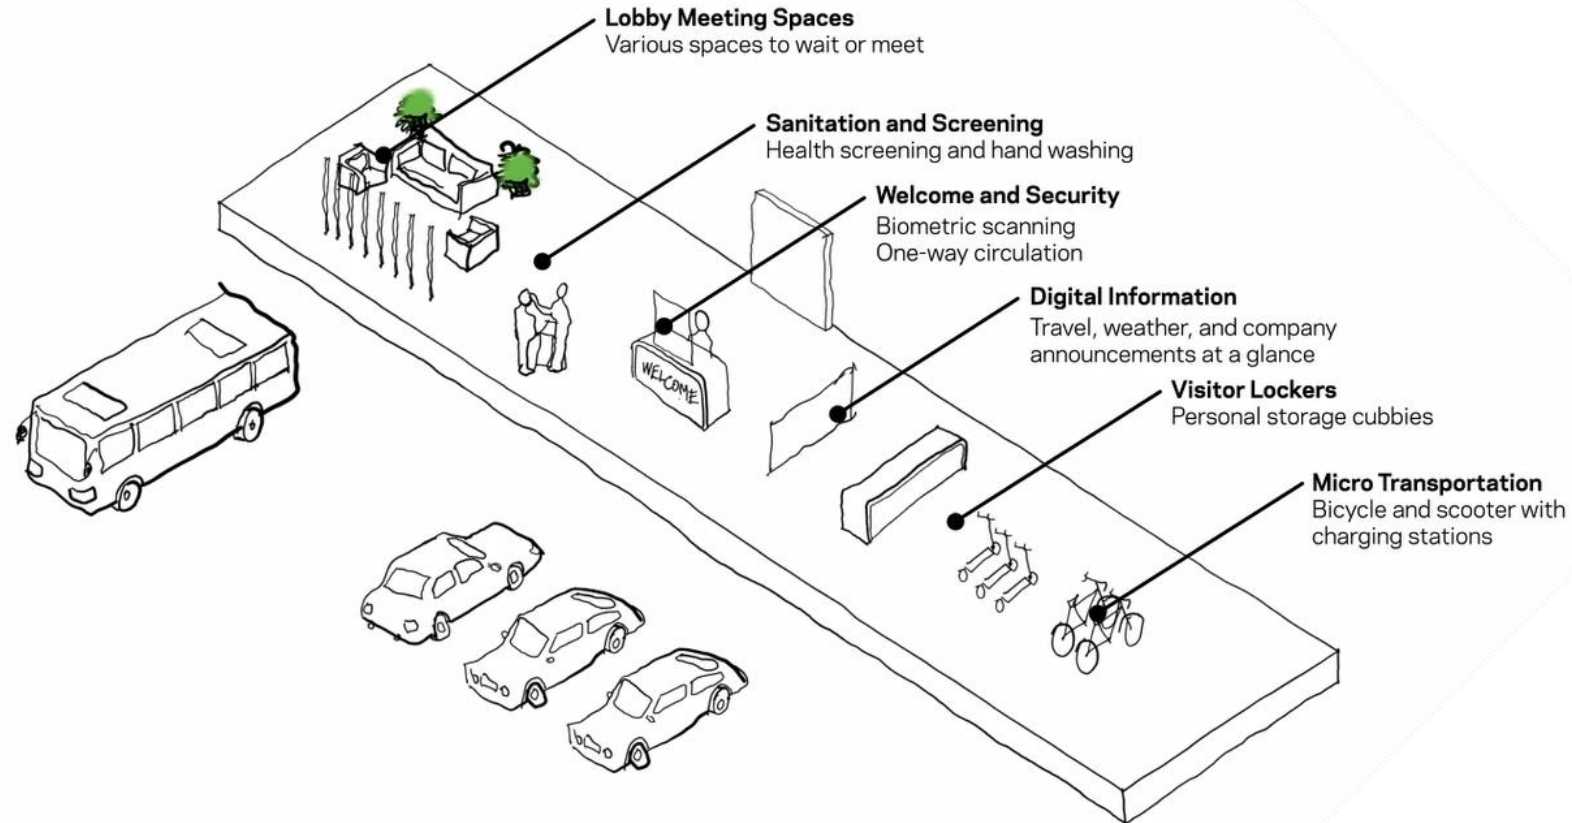 Lobby Meeting Spaces
Various spaces to wait or meet
Sanitation and Screening
Health screening and hand washing
Welcome and Security
Biometric scanning
One-way circulation
Digital Information
Travel, weather, and company
announcements at a glance
Visitor Lockers
Personal storage cubbies
Micro Transportation
Bicycle and scooter with
charging stations
WELCOME